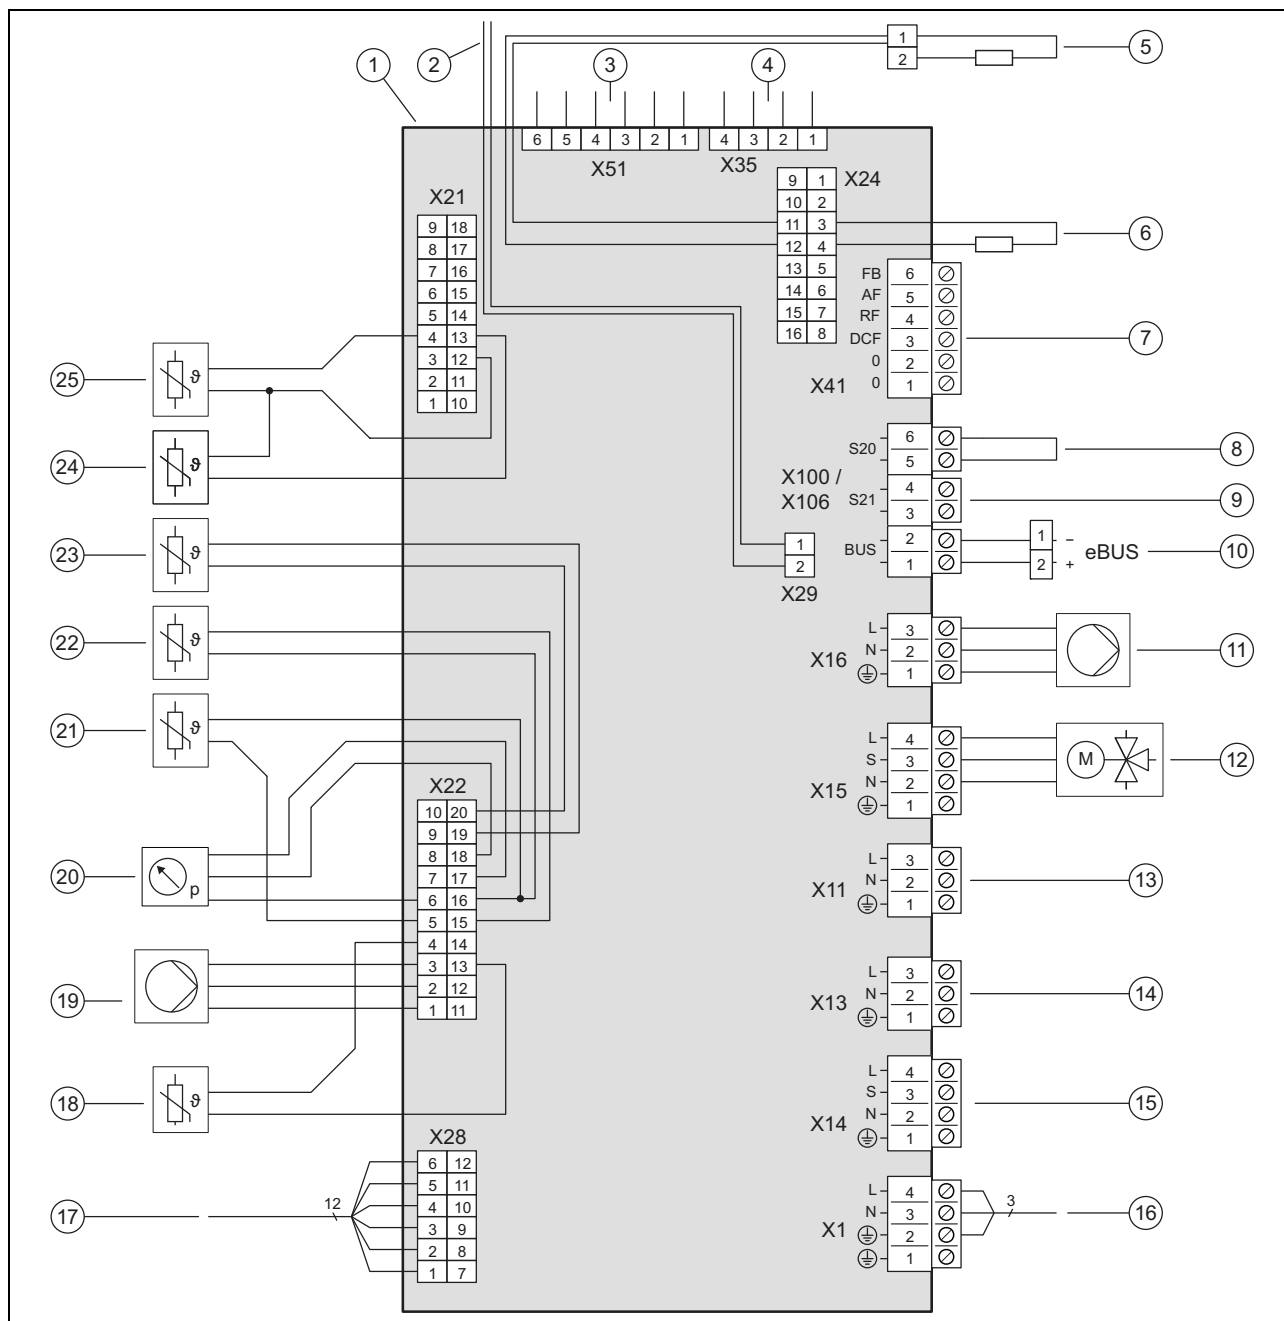 1
2
3
4
1
2
5
6 5 4 3 2 1
X51
4 3 2 1
X35
X24
9 1
10 2
11 3
12 4
13 5
14 6
15 7
16 8
6
X21
9 18
8 17
7 16
6 15
5 14
4 13
3 12
2 11
1 10
FB 6
AF 5
RF 4
DCF 3
0 2
0 1
X41
7
25 ϑ
24 ϑ
23 ϑ
22 ϑ
21 ϑ
X100 /
X106
S20
6
5
8
S21
4
3
9
BUS
2
1
1 –
2 +
eBUS
10
1
2
X29
X16
L 3
N 2
1
11
X15
L 4
S 3
N 2
1
M
12
X22
10 20
9 19
8 18
7 17
6 16
5 15
4 14
3 13
2 12
1 11
20
p
19
18 ϑ
X11
L 3
N 2
1
13
X13
L 3
N 2
1
14
X14
L 4
S 3
N 2
1
15
X28
6 12
5 11
4 10
3 9
2 8
1 7
17
12
X1
L 4
N 3
2
1
3
16